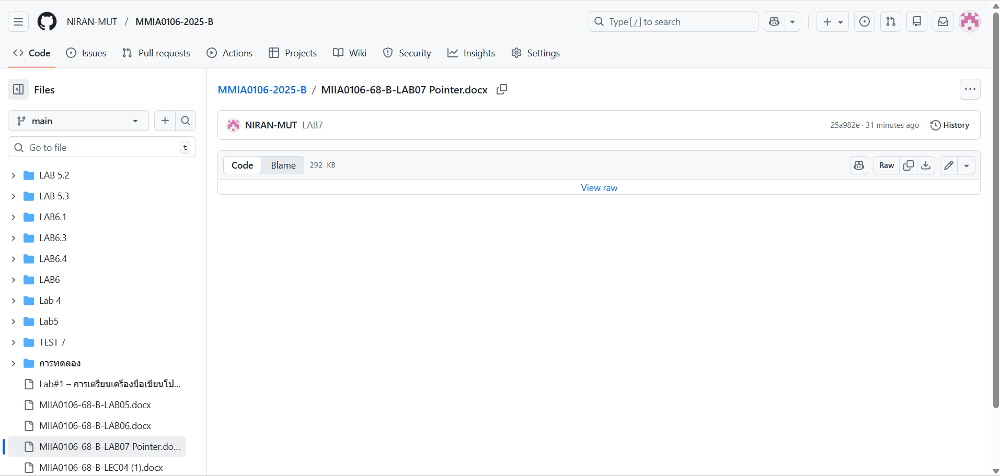 NIRAN-MUT / MMIA0106-2025-B
Type / to search
Code Issues Pull requests Actions Projects Wiki Security Insights Settings
Files
main
Go to file t
LAB 5.2
LAB 5.3
LAB6.1
LAB6.3
LAB6.4
LAB6
Lab 4
Lab5
TEST 7
การทดลอง
Lab#1 – การเตรียมเครื่องมือเขียนโป...
MIIA0106-68-B-LAB05.docx
MIIA0106-68-B-LAB06.docx
MIIA0106-68-B-LAB07 Pointer.do...
MIIA0106-68-B-LEC04 (1).docx
MMIA0106-2025-B / MIIA0106-68-B-LAB07 Pointer.docx
NIRAN-MUT LAB7
25a982e · 31 minutes ago History
Code Blame 292 KB
Raw
View raw